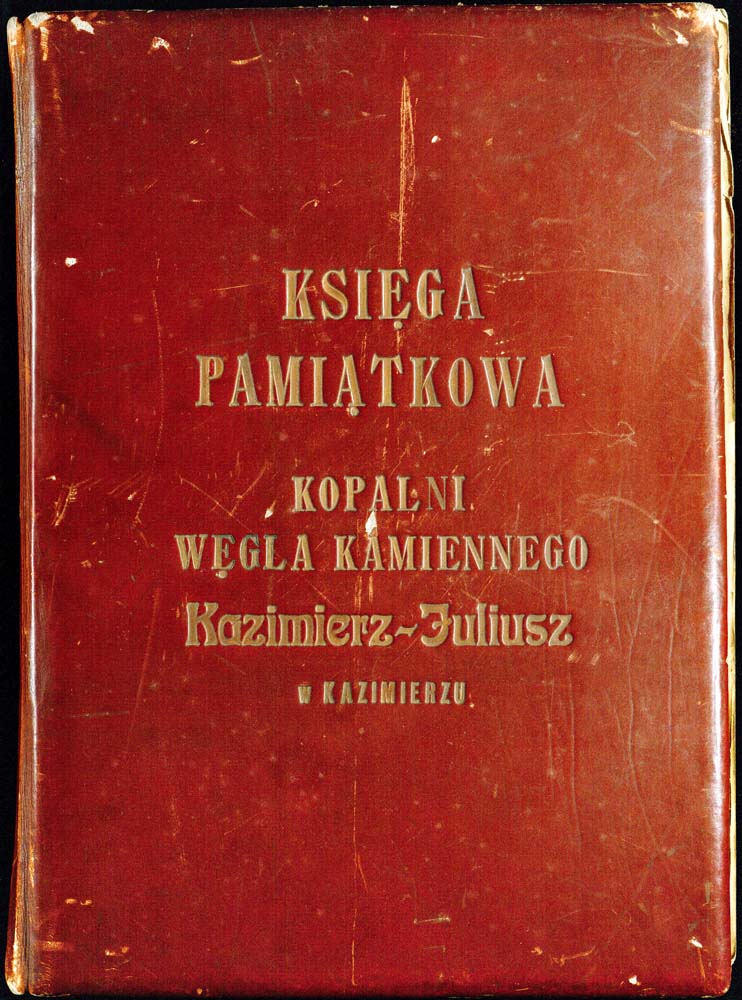 KSIĘGA
PAMIĄTKOWA
KOPALNI
WĘGLA KAMIENNEGO
Kazimierz-Juliusz
w KAZIMIERZU